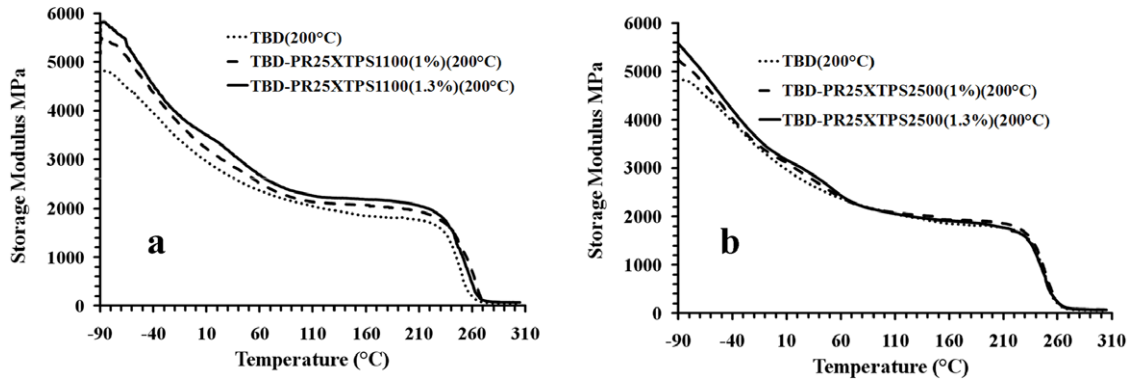 6000
5000
4000
3000
2000
1000
0
Storage Modulus MPa
TBD(200°C)
TBD-PR25XTPS1100(1%)(200°C)
TBD-PR25XTPS1100(1.3%)(200°C)
a
-90 -40 10 60 110 160 210 260 310
Temperature (°C)
6000
5000
4000
3000
2000
1000
0
Storage Modulus MPa
TBD(200°C)
TBD-PR25XTPS2500(1%)(200°C)
TBD-PR25XTPS2500(1.3%)(200°C)
b
-90 -40 10 60 110 160 210 260 310
Temperature (°C)